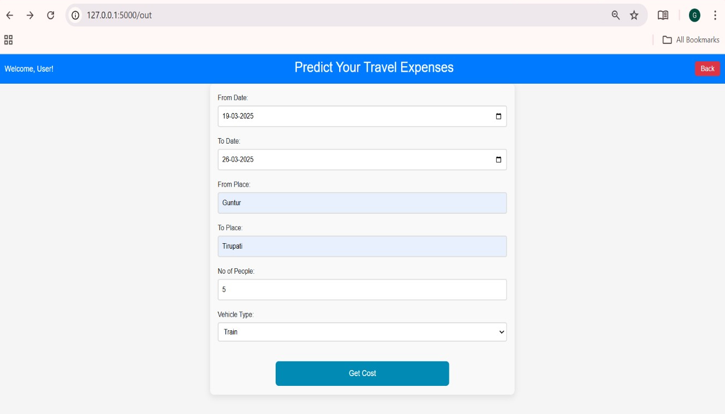 127.0.0.1:5000/out
G
All Bookmarks
Welcome, User!
Predict Your Travel Expenses
Back
From Date:
19-03-2025
To Date:
26-03-2025
From Place:
Guntur
To Place:
Tirupati
No of People:
5
Vehicle Type:
Train
Get Cost